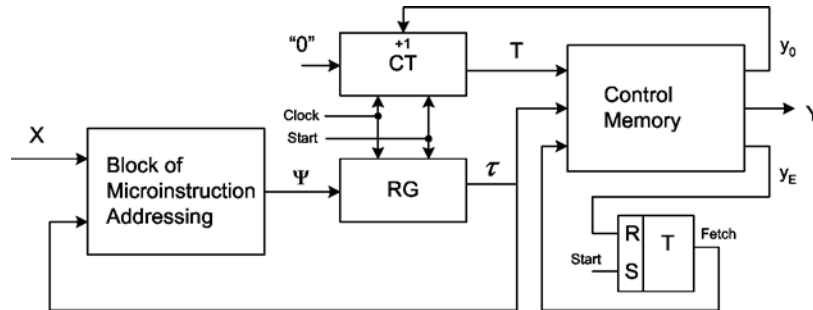 "0"
+1
CT
T
y0
Clock
Start
Control
Memory
Y
X
Block of
Microinstruction
Addressing
Ψ
RG
τ
yE
R
T
Fetch
Start
S